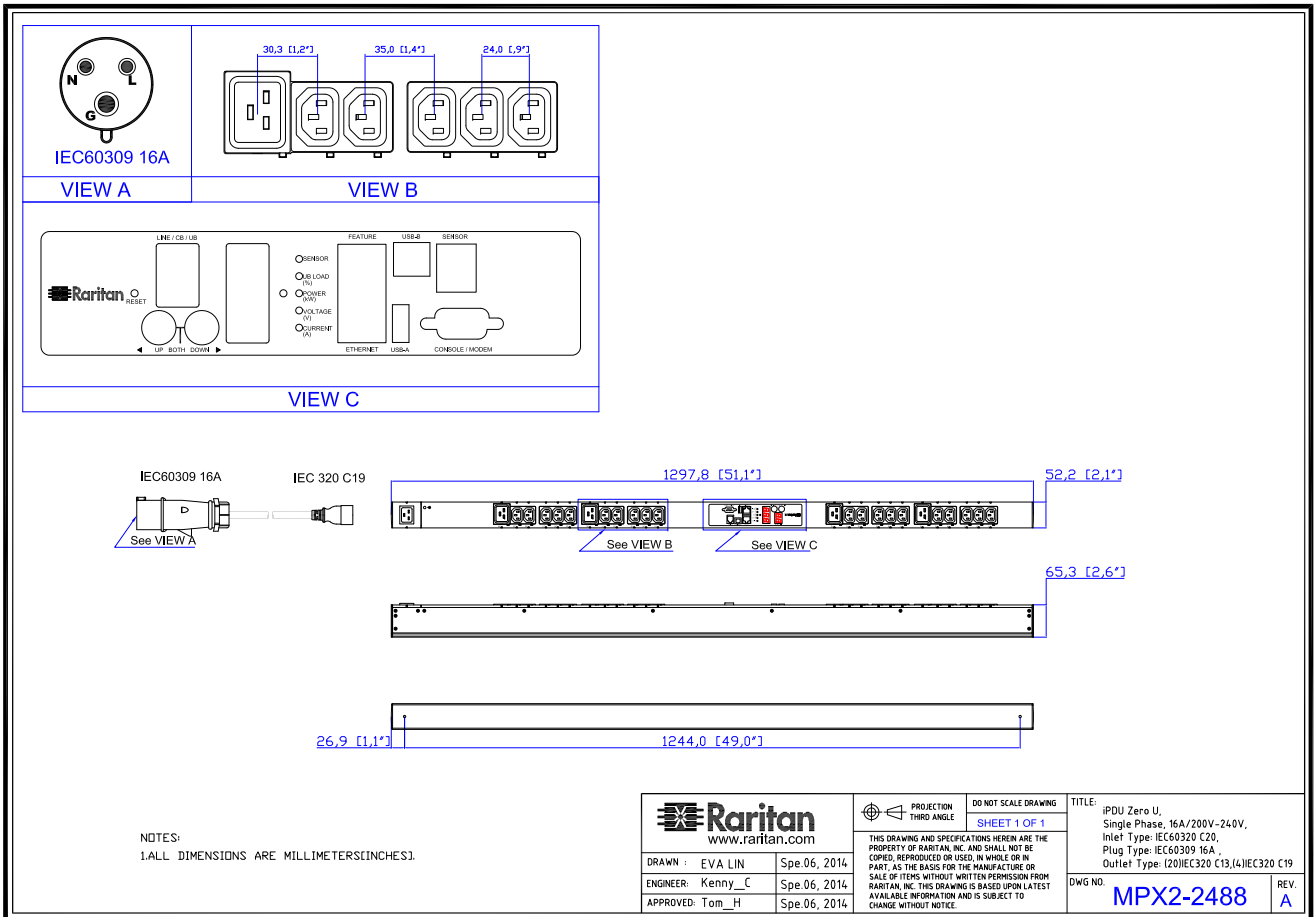 N
L
G
IEC60309 16A
VIEW A
30,3 [1,2"]
35,0 [1,4"]
24,0 [,9"]
VIEW B
LINE / CB / UB
FEATURE
USB-B
SENSOR
SENSOR
UB LOAD
(%)
POWER
(kW)
VOLTAGE
(V)
CURRENT
(A)
Raritan
RESET
UP BOTH DOWN
ETHERNET
USB-A
CONSOLE / MODEM
VIEW C
IEC60309 16A
IEC 320 C19
See VIEW A
1297,8 [51,1"]
52,2 [2,1"]
See VIEW B
See VIEW C
65,3 [2,6"]
26,9 [1,1"]
1244,0 [49,0"]
NOTES:
1.ALL DIMENSIONS ARE MILLIMETERS[INCHES].
Raritan
www.raritan.com
DRAWN : EVA LIN Spe.06, 2014
ENGINEER: Kenny__C Spe.06, 2014
APPROVED: Tom__H Spe.06, 2014
PROJECTION
THIRD ANGLE
DO NOT SCALE DRAWING
SHEET 1 OF 1
THIS DRAWING AND SPECIFICATIONS HEREIN ARE THE
PROPERTY OF RARITAN, INC. AND SHALL NOT BE
COPIED, REPRODUCED OR USED, IN WHOLE OR IN
PART, AS THE BASIS FOR THE MANUFACTURE OR
SALE OF ITEMS WITHOUT WRITTEN PERMISSION FROM
RARITAN, INC. THIS DRAWING IS BASED UPON LATEST
AVAILABLE INFORMATION AND IS SUBJECT TO
CHANGE WITHOUT NOTICE.
TITLE:
iPDU Zero U,
Single Phase, 16A/200V-240V,
Inlet Type: IEC60320 C20,
Plug Type: IEC60309 16A ,
Outlet Type: (20)IEC320 C13,(4)IEC320 C19
DWG NO.
MPX2-2488
REV.
A